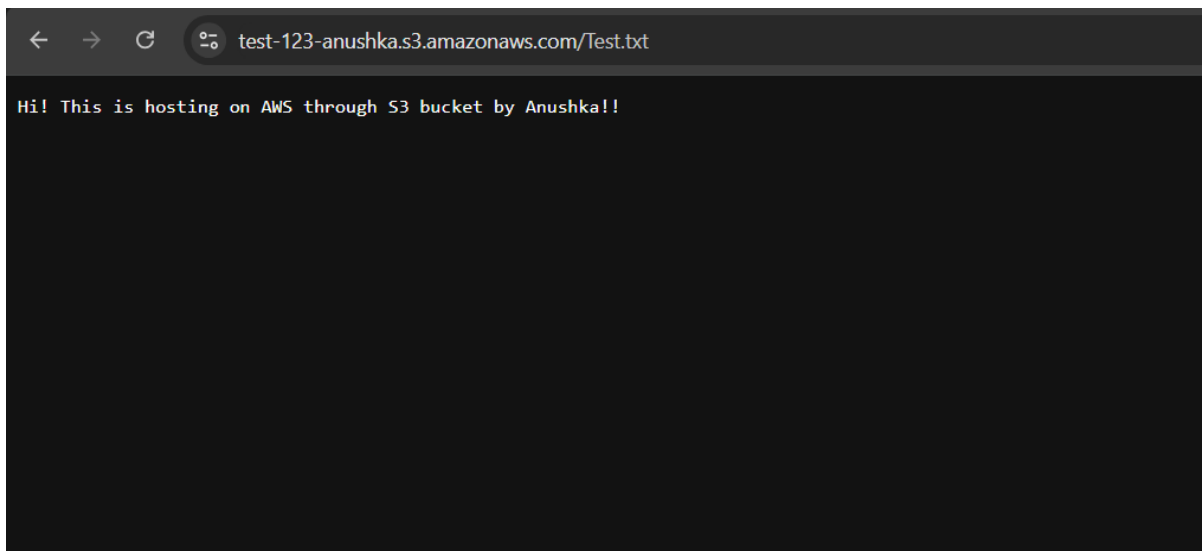 test-123-anushka.s3.amazonaws.com/Test.txt
Hi! This is hosting on AWS through S3 bucket by Anushka!!